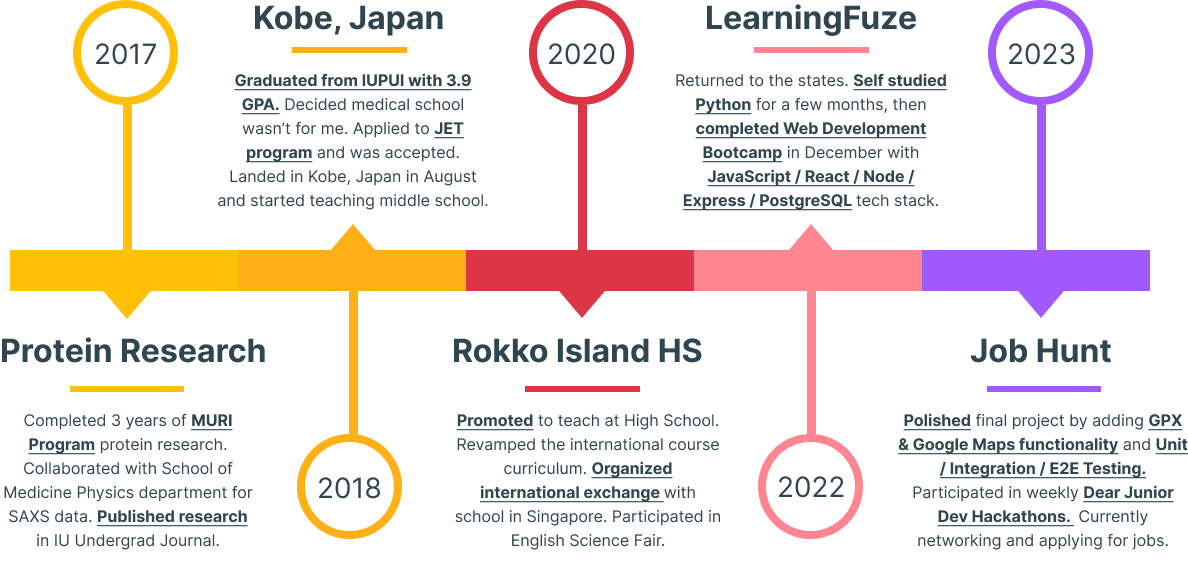 2017
Protein Research
Completed 3 years of MURI
Program protein research.
Collaborated with School of
Medicine Physics department for
SAXS data. Published research
in IU Undergrad Journal.
Kobe, Japan
Graduated from IUPUI with 3.9
GPA. Decided medical school
wasn’t for me. Applied to JET
program and was accepted.
Landed in Kobe, Japan in August
and started teaching middle school.
2018
2020
Rokko Island HS
Promoted to teach at High School.
Revamped the international course
curriculum. Organized
international exchange with
school in Singapore. Participated in
English Science Fair.
LearningFuze
Returned to the states. Self studied
Python for a few months, then
completed Web Development
Bootcamp in December with
JavaScript / React / Node /
Express / PostgreSQL tech stack.
2022
2023
Job Hunt
Polished final project by adding GPX
& Google Maps functionality and Unit
/ Integration / E2E Testing.
Participated in weekly Dear Junior
Dev Hackathons. Currently
networking and applying for jobs.